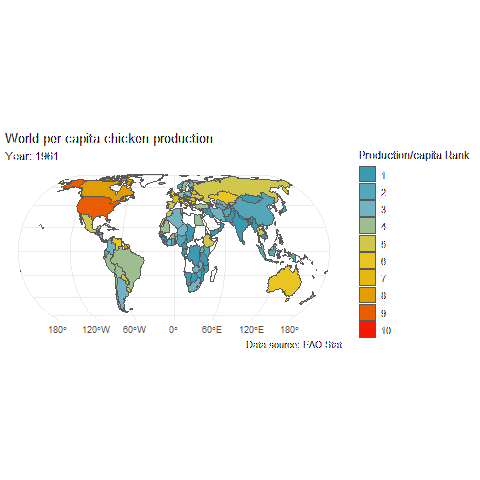 World per capita chicken production
Year: 1961
Production/capita Rank
1
2
3
4
5
6
7
8
9
10
180° 120°W 60°W 0° 60°E 120°E 180°
Data source: FAO Stat